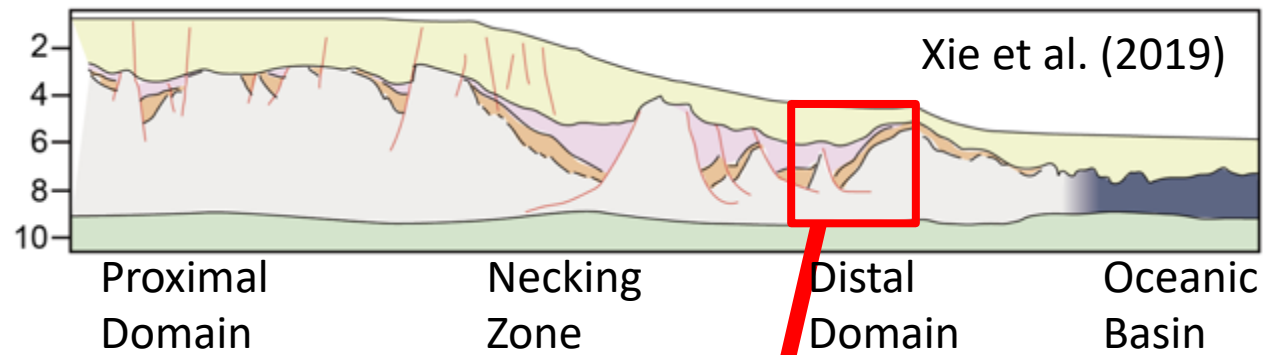 Xie et al. (2019)
2
4
6
8
10
Proximal Domain
Necking Zone
Distal Domain
Oceanic Basin